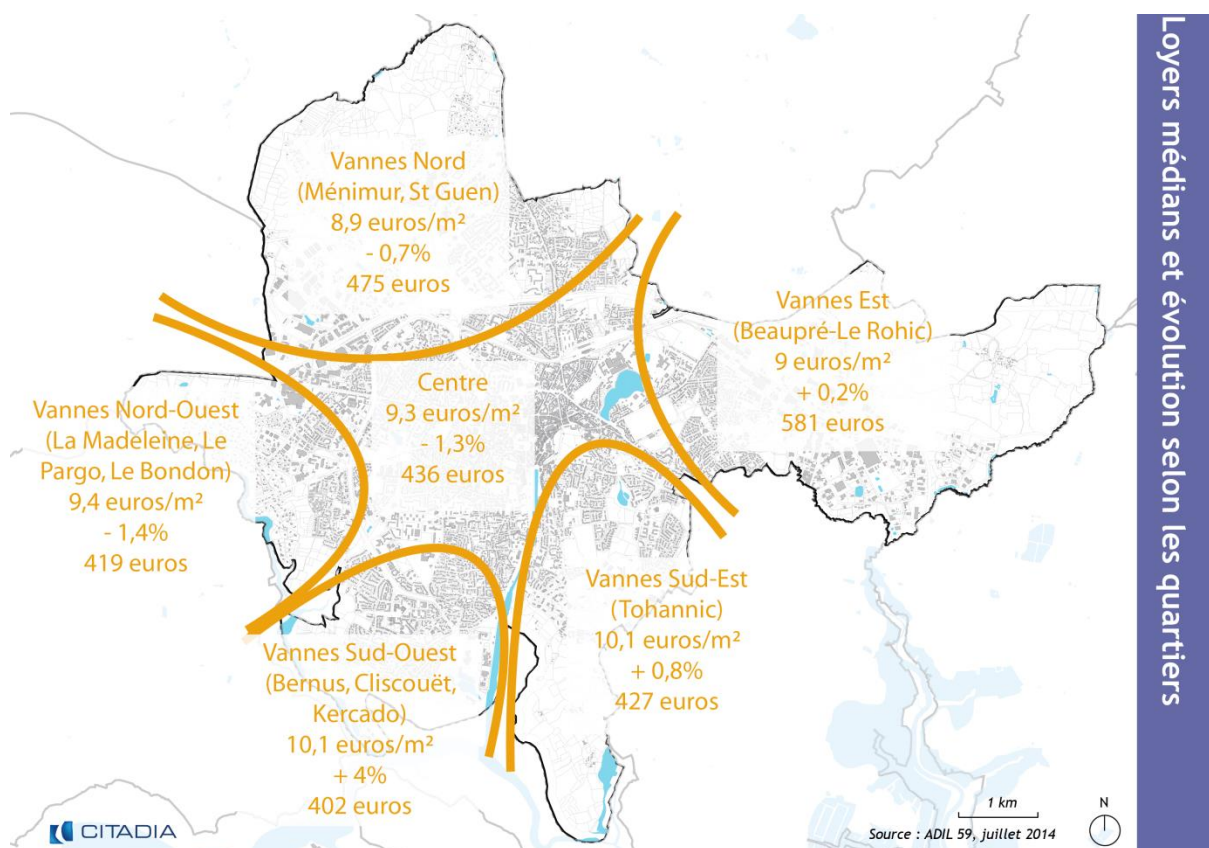 Loyers médians et évolution selon les quartiers
Vannes Nord
(Ménimur, St Guen)
8,9 euros/m²
- 0,7%
475 euros
Vannes Est
(Beaupré-Le Rohic)
9 euros/m²
+ 0,2%
581 euros
Centre
9,3 euros/m²
- 1,3%
436 euros
Vannes Nord-Ouest
(La Madeleine, Le
Pargo, Le Bondon)
9,4 euros/m²
- 1,4%
419 euros
Vannes Sud-Est
(Tohannic)
10,1 euros/m²
+ 0,8%
427 euros
Vannes Sud-Ouest
(Bernus, Cliscouët,
Kercado)
10,1 euros/m²
+ 4%
402 euros
CITADIA
1 km
N
Source : ADIL 59, juillet 2014